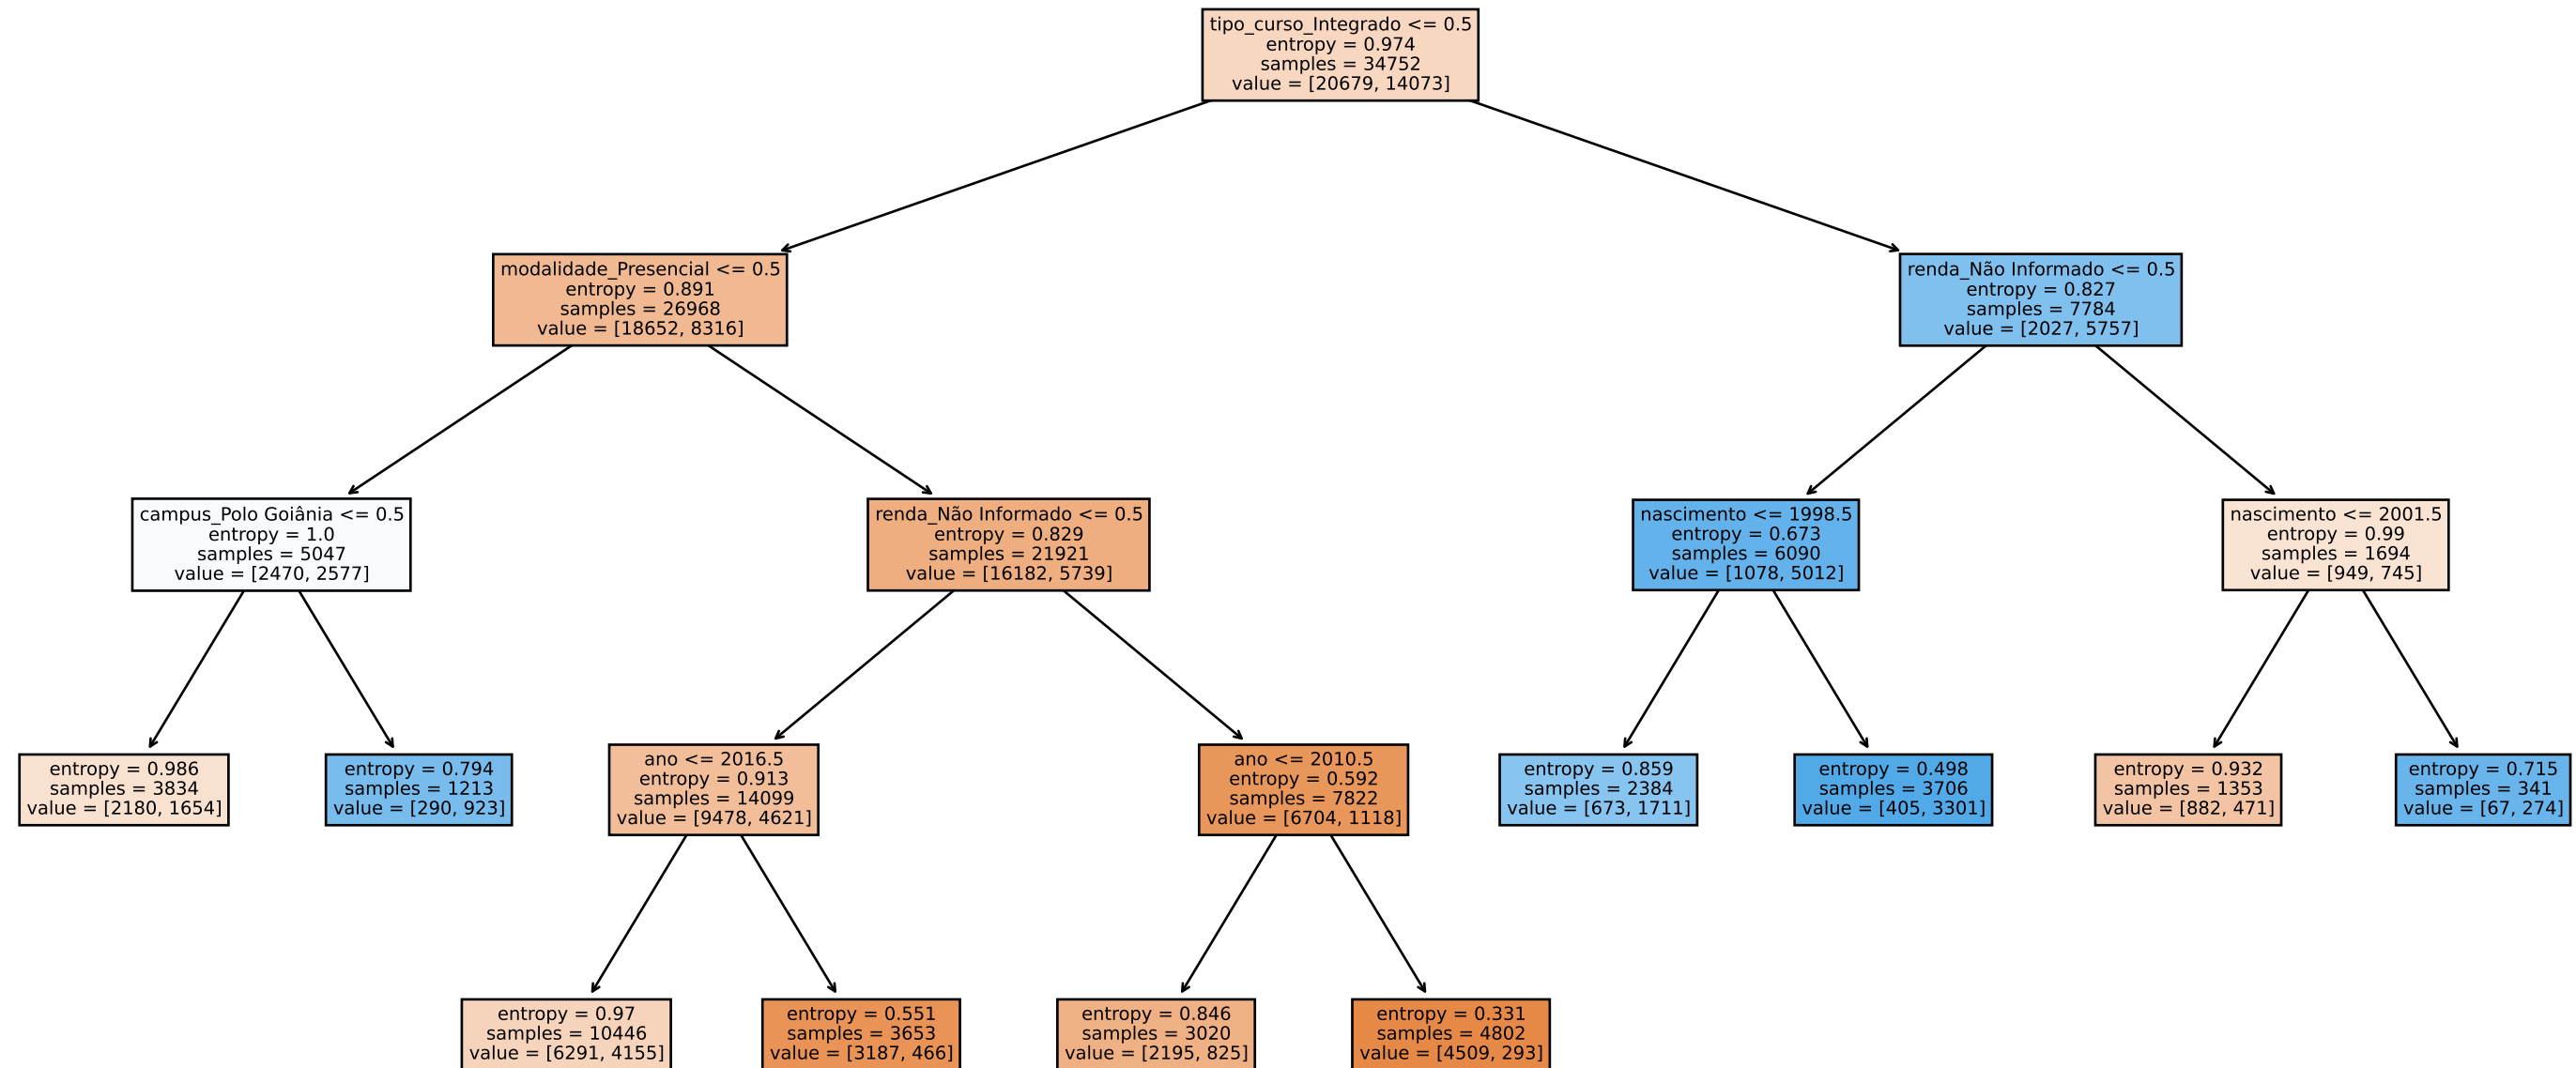 tipo_curso_Integrado <= 0.5
entropy = 0.974
samples = 34752
value = [20679, 14073]
modalidade_Presencial <= 0.5
entropy = 0.891
samples = 26968
value = [18652, 8316]
renda_Não Informado <= 0.5
entropy = 0.827
samples = 7784
value = [2027, 5757]
campus_Polo Goiânia <= 0.5
entropy = 1.0
samples = 5047
value = [2470, 2577]
renda_Não Informado <= 0.5
entropy = 0.829
samples = 21921
value = [16182, 5739]
nascimento <= 1998.5
entropy = 0.673
samples = 6090
value = [1078, 5012]
nascimento <= 2001.5
entropy = 0.99
samples = 1694
value = [949, 745]
entropy = 0.986
samples = 3834
value = [2180, 1654]
entropy = 0.794
samples = 1213
value = [290, 923]
ano <= 2016.5
entropy = 0.913
samples = 14099
value = [9478, 4621]
ano <= 2010.5
entropy = 0.592
samples = 7822
value = [6704, 1118]
entropy = 0.859
samples = 2384
value = [673, 1711]
entropy = 0.498
samples = 3706
value = [405, 3301]
entropy = 0.932
samples = 1353
value = [882, 471]
entropy = 0.715
samples = 341
value = [67, 274]
entropy = 0.97
samples = 10446
value = [6291, 4155]
entropy = 0.551
samples = 3653
value = [3187, 466]
entropy = 0.846
samples = 3020
value = [2195, 825]
entropy = 0.331
samples = 4802
value = [4509, 293]